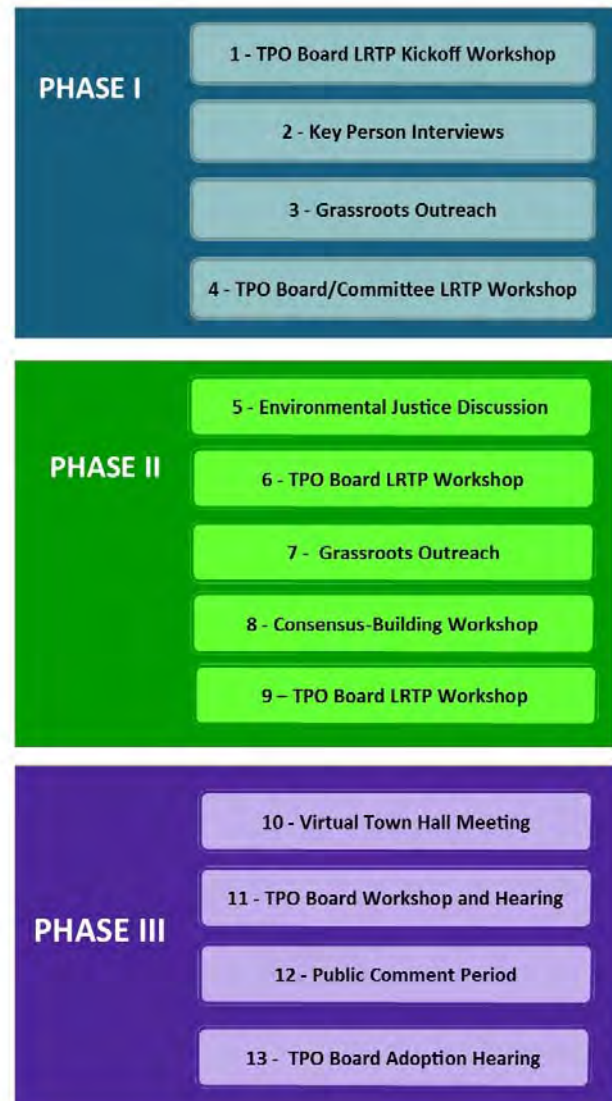 PHASE I
1 - TPO Board LRTP Kickoff Workshop
2 - Key Person Interviews
3 - Grassroots Outreach
4 - TPO Board/Committee LRTP Workshop
PHASE II
5 - Environmental Justice Discussion
6 - TPO Board LRTP Workshop
7 - Grassroots Outreach
8 - Consensus-Building Workshop
9 – TPO Board LRTP Workshop
PHASE III
10 - Virtual Town Hall Meeting
11 - TPO Board Workshop and Hearing
12 - Public Comment Period
13 - TPO Board Adoption Hearing